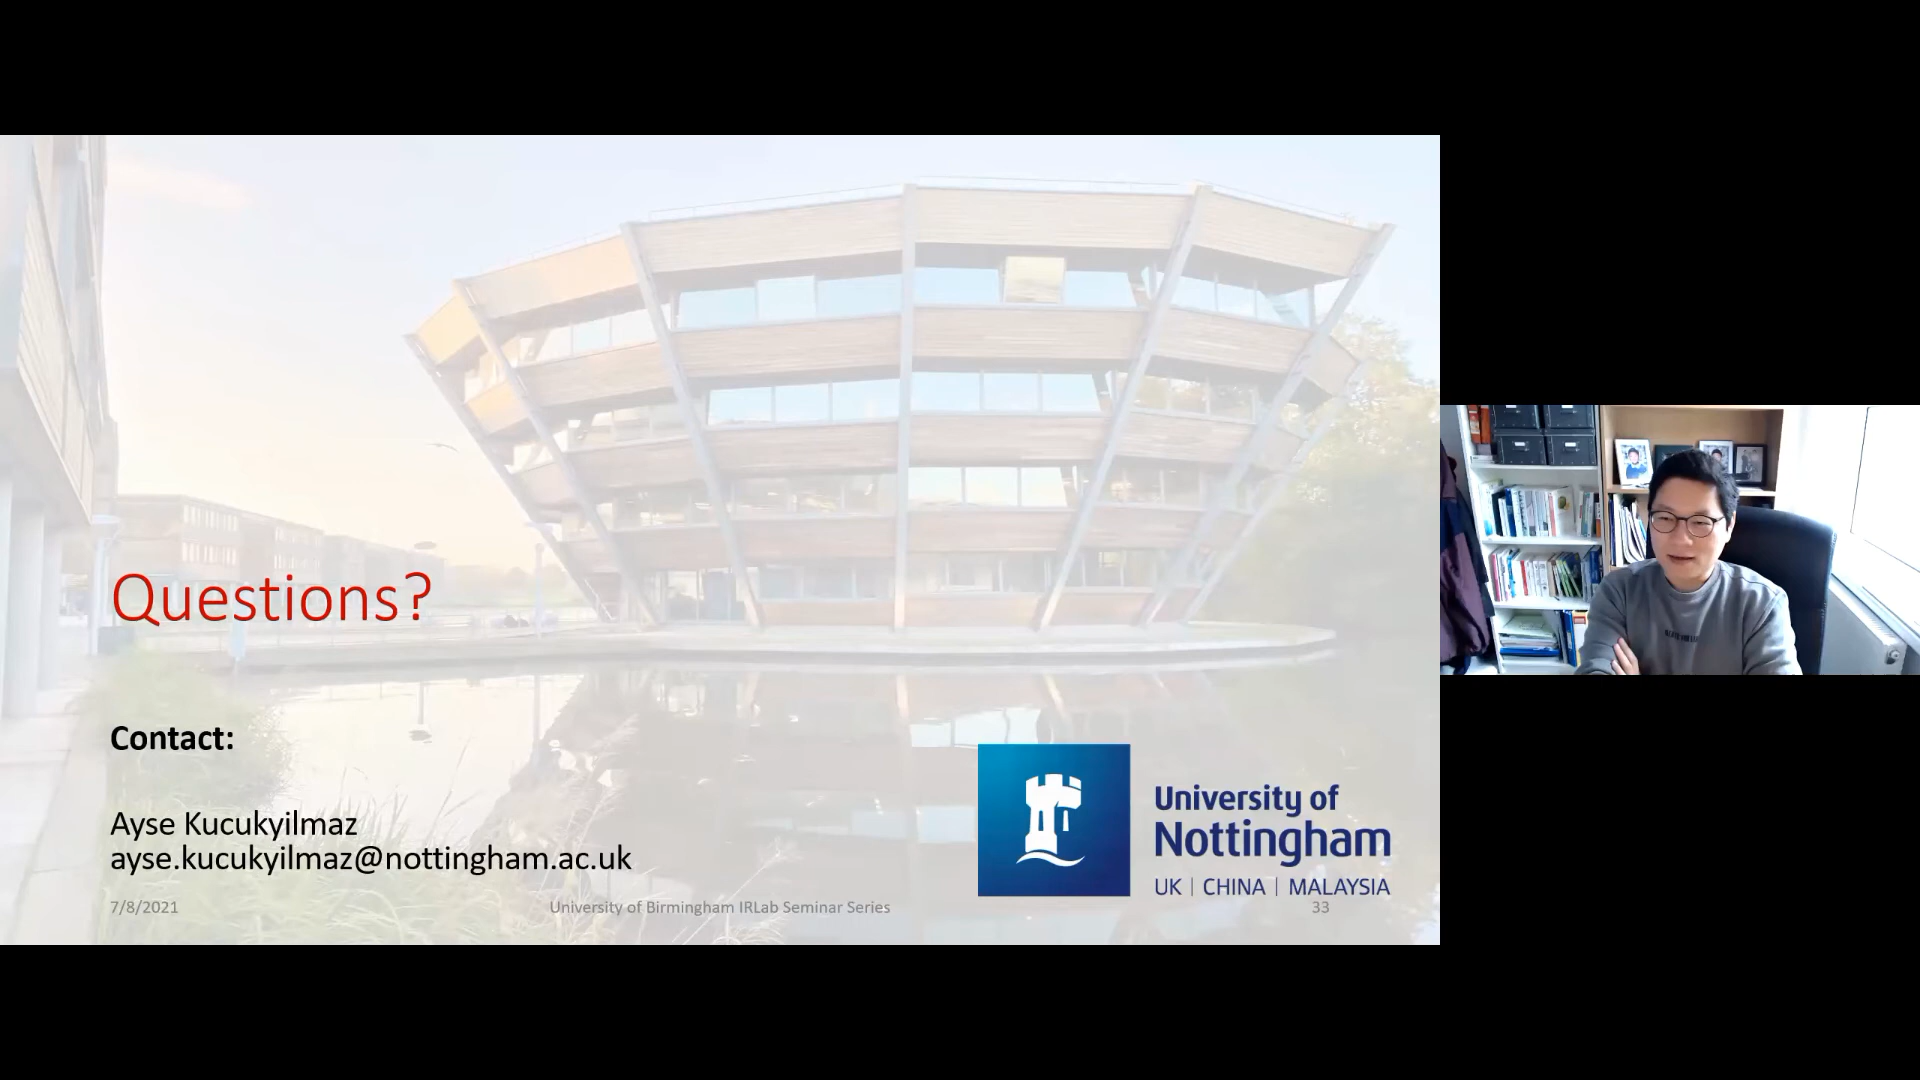 Questions?
Contact:
Ayse Kucukyilmaz
ayse.kucukyilmaz@nottingham.ac.uk
University of
Nottingham
UK | CHINA | MALAYSIA
7/8/2021
University of Birmingham IRLab Seminar Series
33